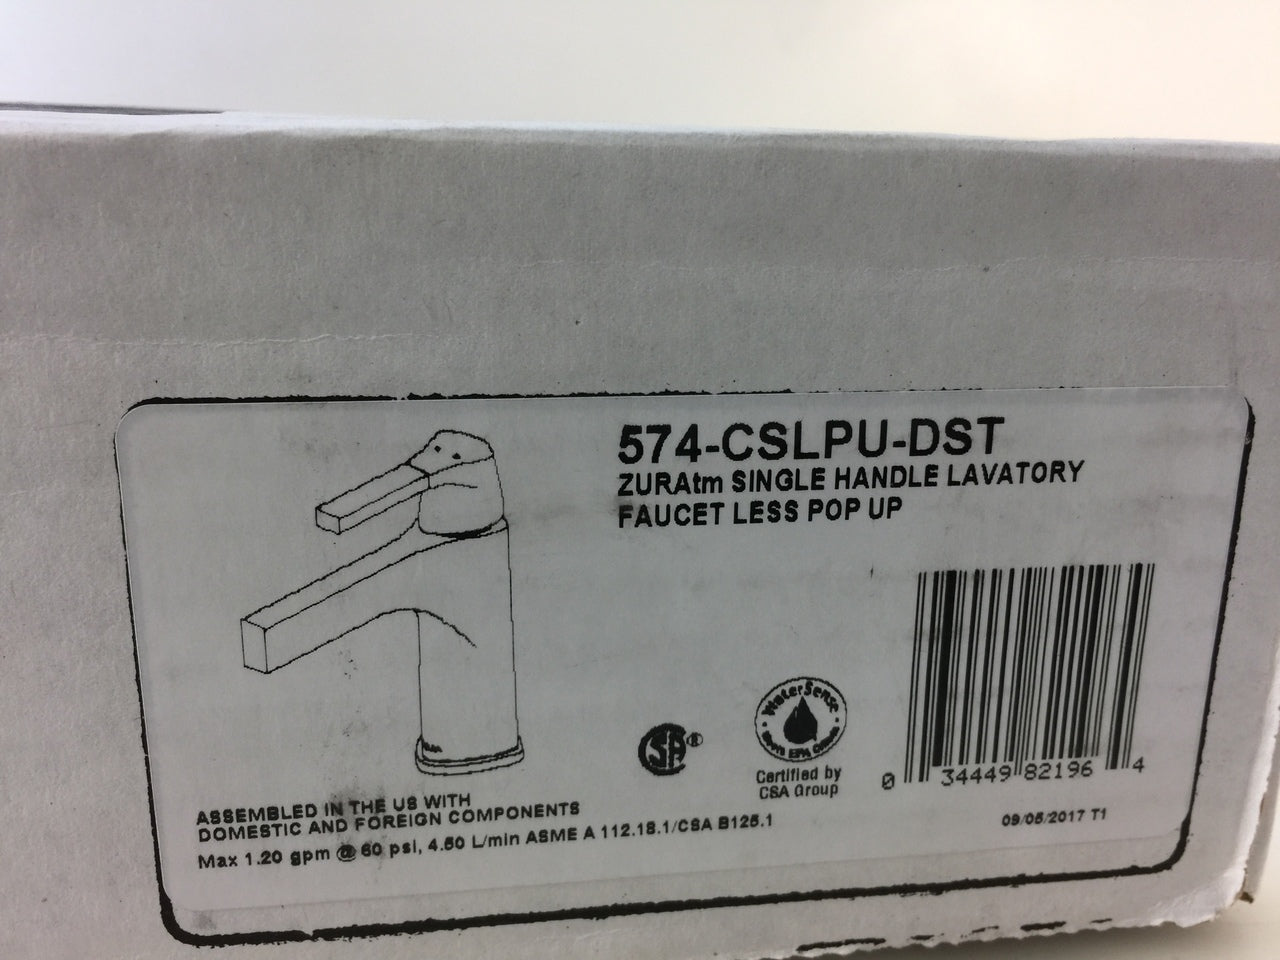 574-CSLPU-DST
ZURAtm SINGLE HANDLE LAVATORY
FAUCET LESS POP UP
WaterSense
CSA®
Certified by
CSA Group
0 34449 82196 4
ASSEMBLED IN THE US WITH
DOMESTIC AND FOREIGN COMPONENTS
Max 1.20 gpm @ 60 psi, 4.50 L/min ASME A 112.18.1/CSA B125.1
2017 T1